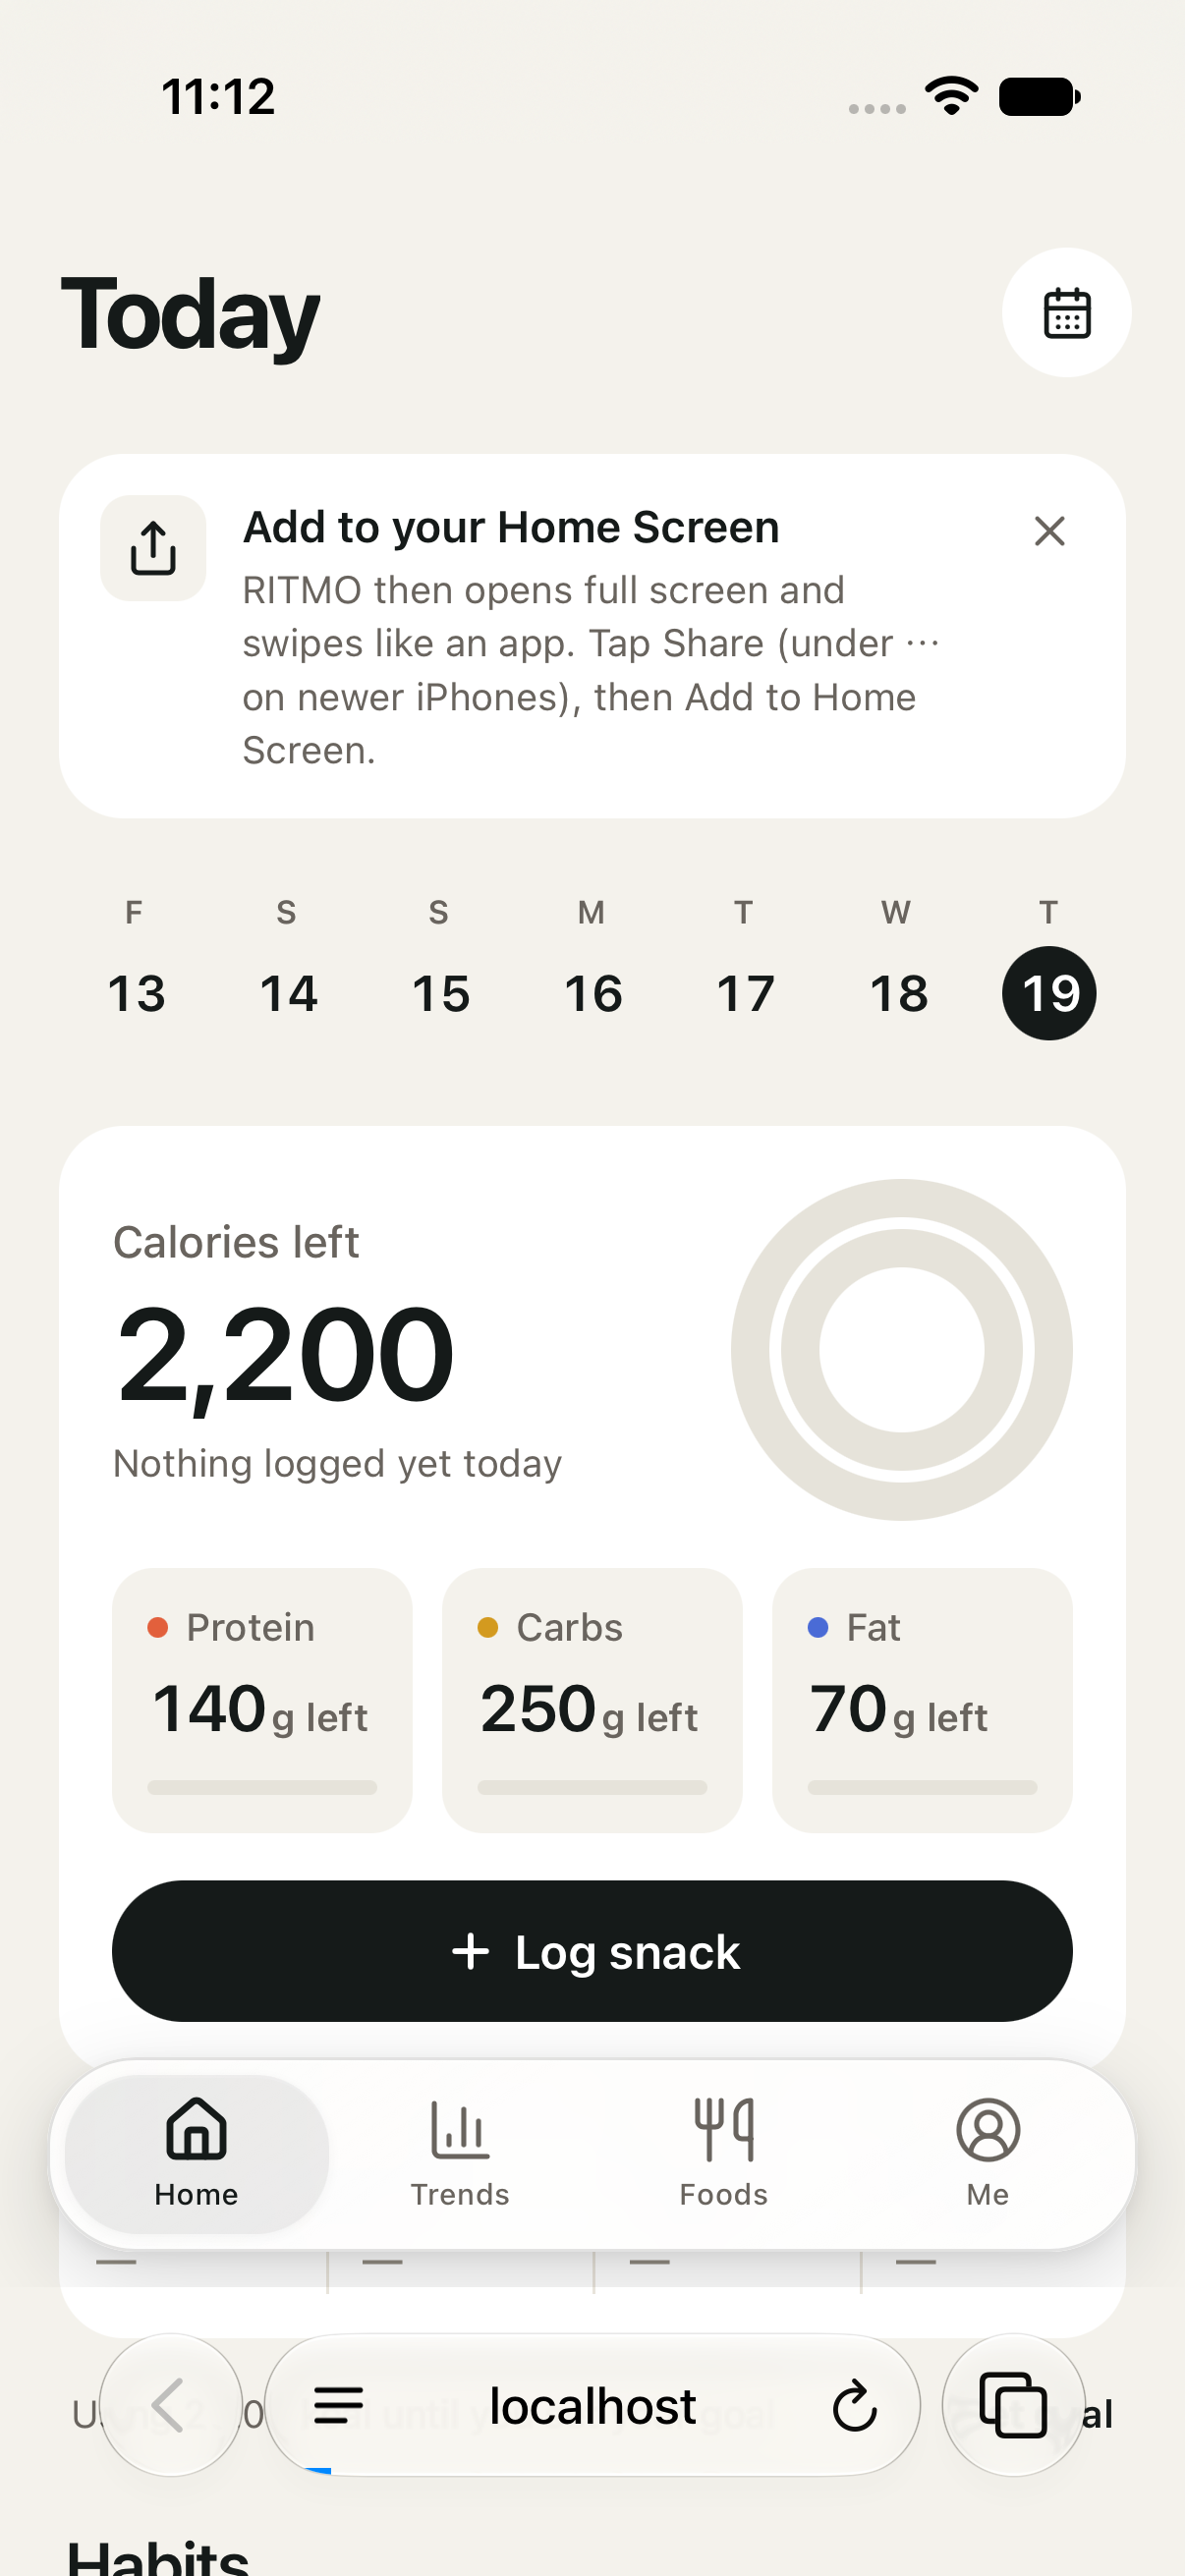 11:12
Today
Add to your Home Screen
RITMO then opens full screen and
swipes like an app. Tap Share (under ···
on newer iPhones), then Add to Home
Screen.
F S S M T W T
13 14 15 16 17 18 19
Calories left
2,200
Nothing logged yet today
Protein Carbs Fat
140 g left 250 g left 70 g left
+ Log snack
Home Trends Foods Me
— — — —
localhost
Habits